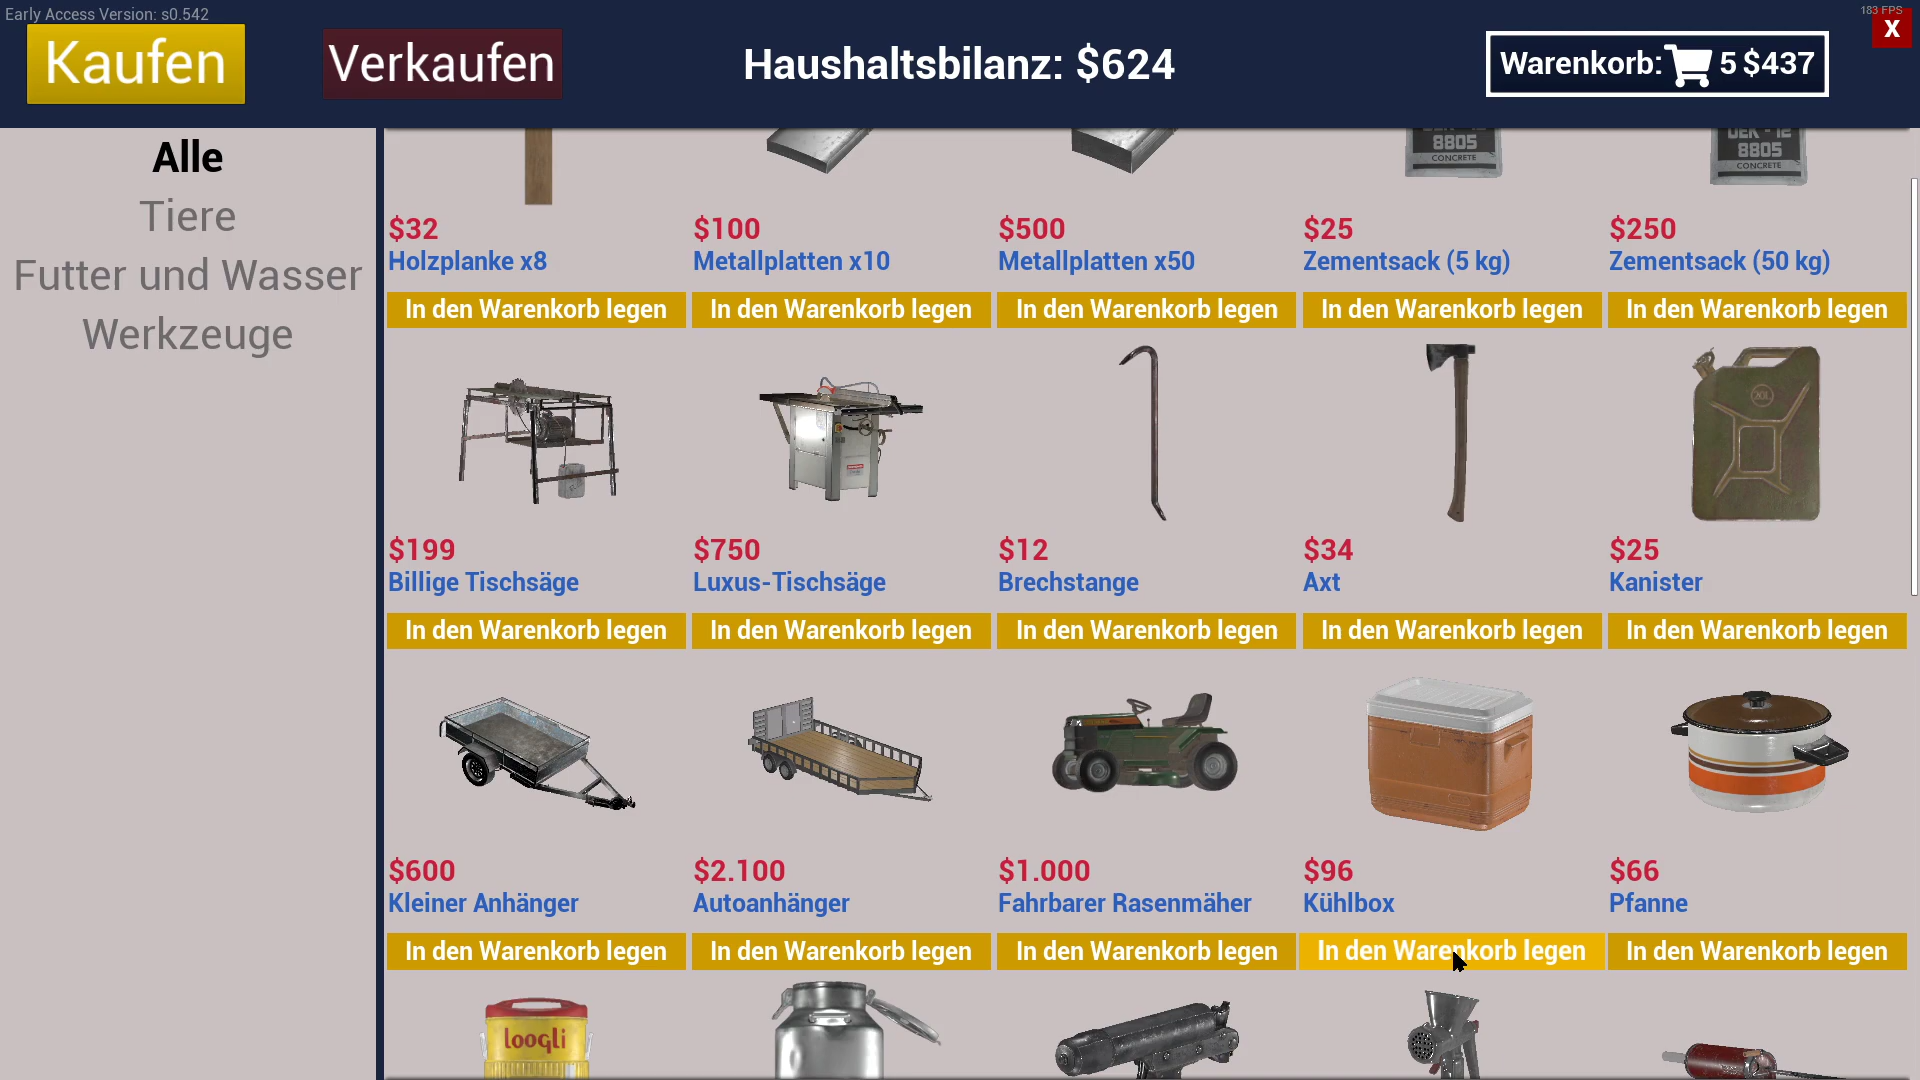 Early Access Version: s0.542
183 FPS
Kaufen
Verkaufen
Haushaltsbilanz: $624
Warenkorb: 5 $437
X
Alle
Tiere
Futter und Wasser
Werkzeuge
8805
CONCRETE
DEK - 12
8805
CONCRETE
$32
$100
$500
$25
$250
Holzplanke x8
Metallplatten x10
Metallplatten x50
Zementsack (5 kg)
Zementsack (50 kg)
In den Warenkorb legen
In den Warenkorb legen
In den Warenkorb legen
In den Warenkorb legen
In den Warenkorb legen
20L
$199
$750
$12
$34
$25
Billige Tischsäge
Luxus-Tischsäge
Brechstange
Axt
Kanister
In den Warenkorb legen
In den Warenkorb legen
In den Warenkorb legen
In den Warenkorb legen
In den Warenkorb legen
$600
$2.100
$1.000
$96
$66
Kleiner Anhänger
Autoanhänger
Fahrbarer Rasenmäher
Kühlbox
Pfanne
In den Warenkorb legen
In den Warenkorb legen
In den Warenkorb legen
In den Warenkorb legen
In den Warenkorb legen
loogli